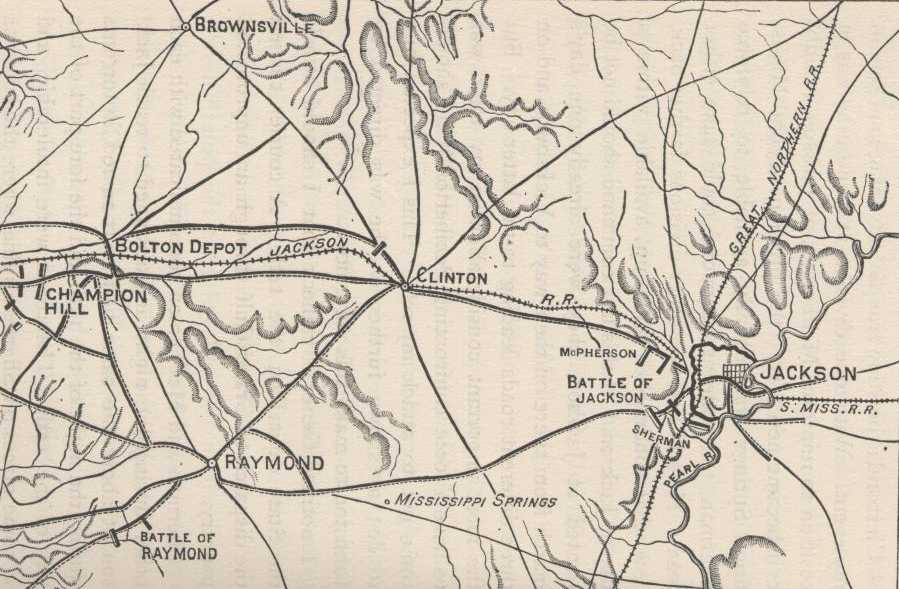 BROWNSVILLE
GREAT NORTHERN R.R.
BOLTON DEPOT
JACKSON
CLINTON
R.R.
CHAMPION
HILL
MCPHERSON
BATTLE OF
JACKSON
JACKSON
S. MISS. R.R.
SHERMAN
PEARL R.
RAYMOND
MISSISSIPPI SPRINGS
BATTLE OF
RAYMOND